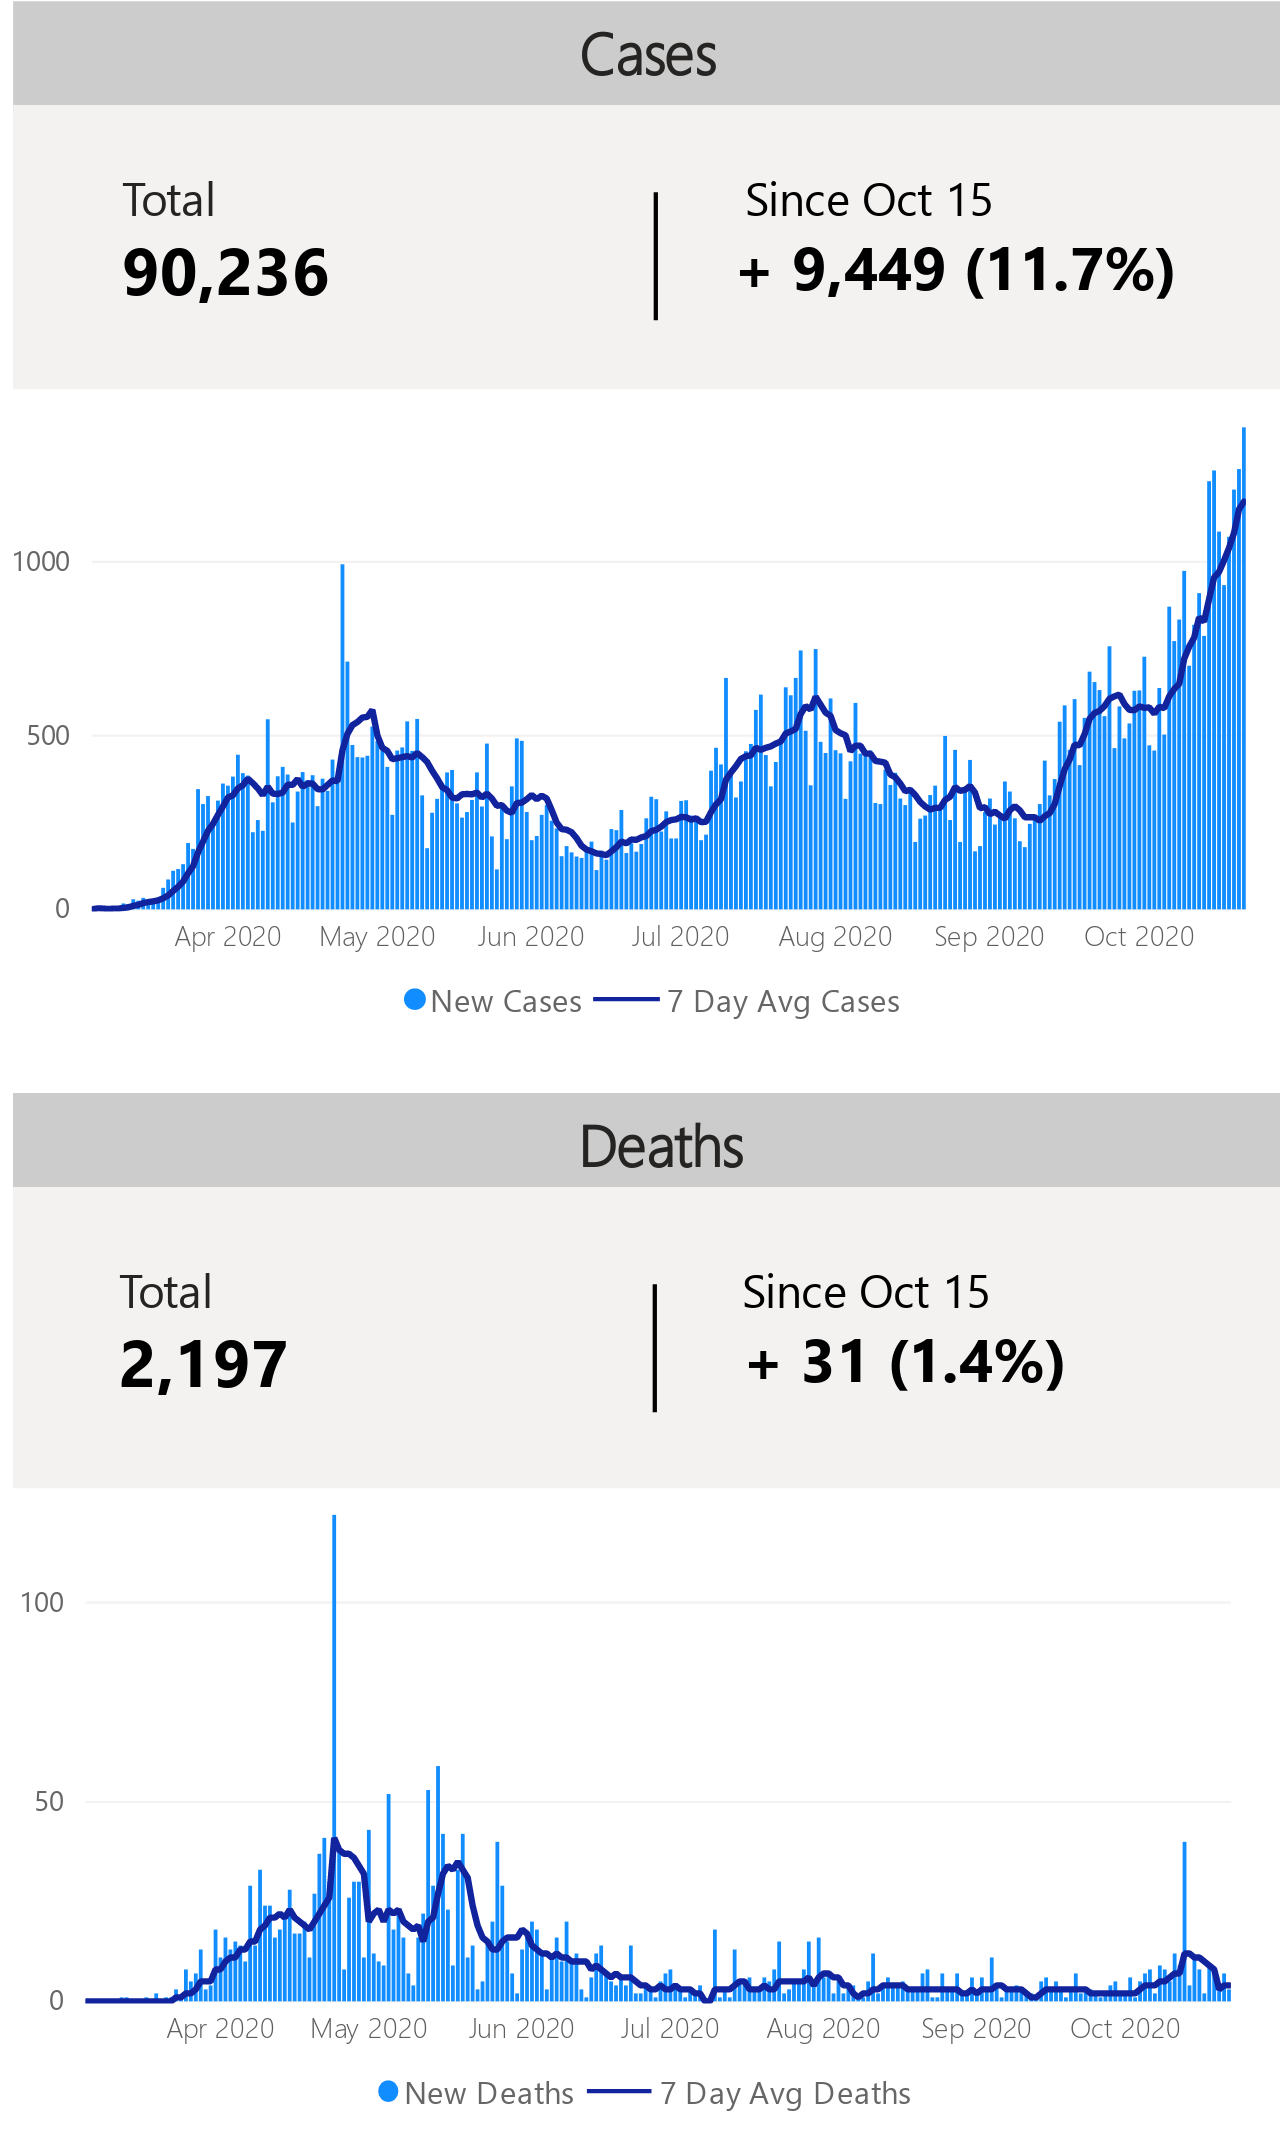 Cases
Total
Since Oct 15
90,236
+ 9,449 (11.7%)
1000
500
0
Apr 2020 May 2020 Jun 2020 Jul 2020 Aug 2020 Sep 2020 Oct 2020
New Cases 7 Day Avg Cases
Deaths
Total
Since Oct 15
2,197
+ 31 (1.4%)
100
50
0
Apr 2020 May 2020 Jun 2020 Jul 2020 Aug 2020 Sep 2020 Oct 2020
New Deaths 7 Day Avg Deaths